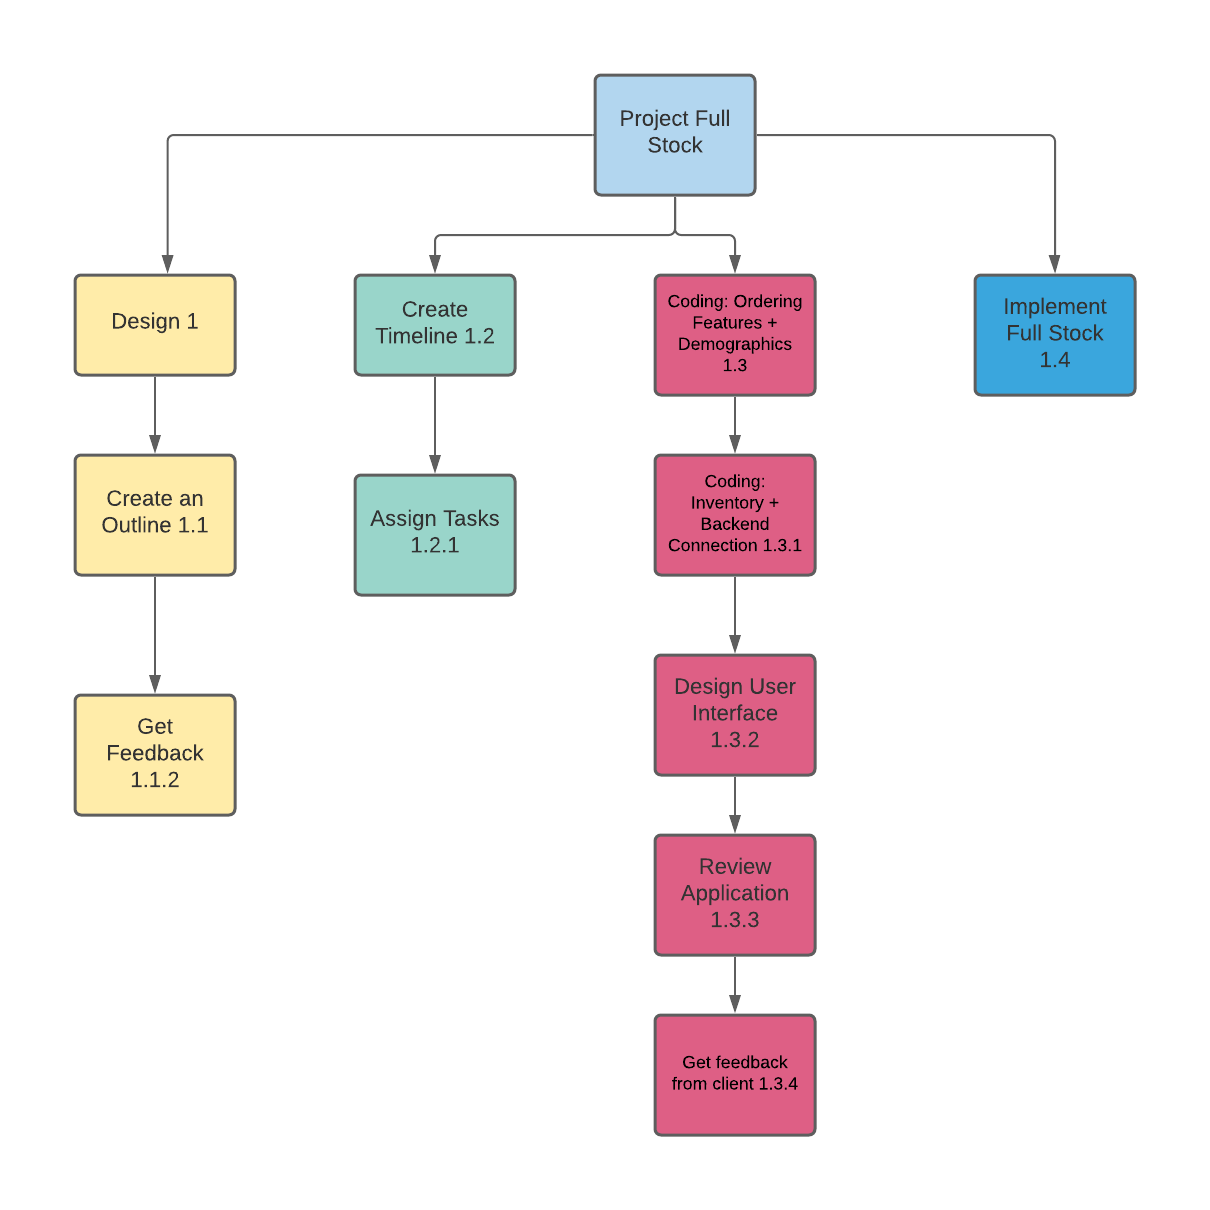 Project Full
Stock
Design 1
Create
Timeline 1.2
Coding: Ordering
Features +
Demographics
1.3
Implement
Full Stock
1.4
Create an
Outline 1.1
Assign Tasks
1.2.1
Coding:
Inventory +
Backend
Connection 1.3.1
Get
Feedback
1.1.2
Design User
Interface
1.3.2
Review
Application
1.3.3
Get feedback
from client 1.3.4